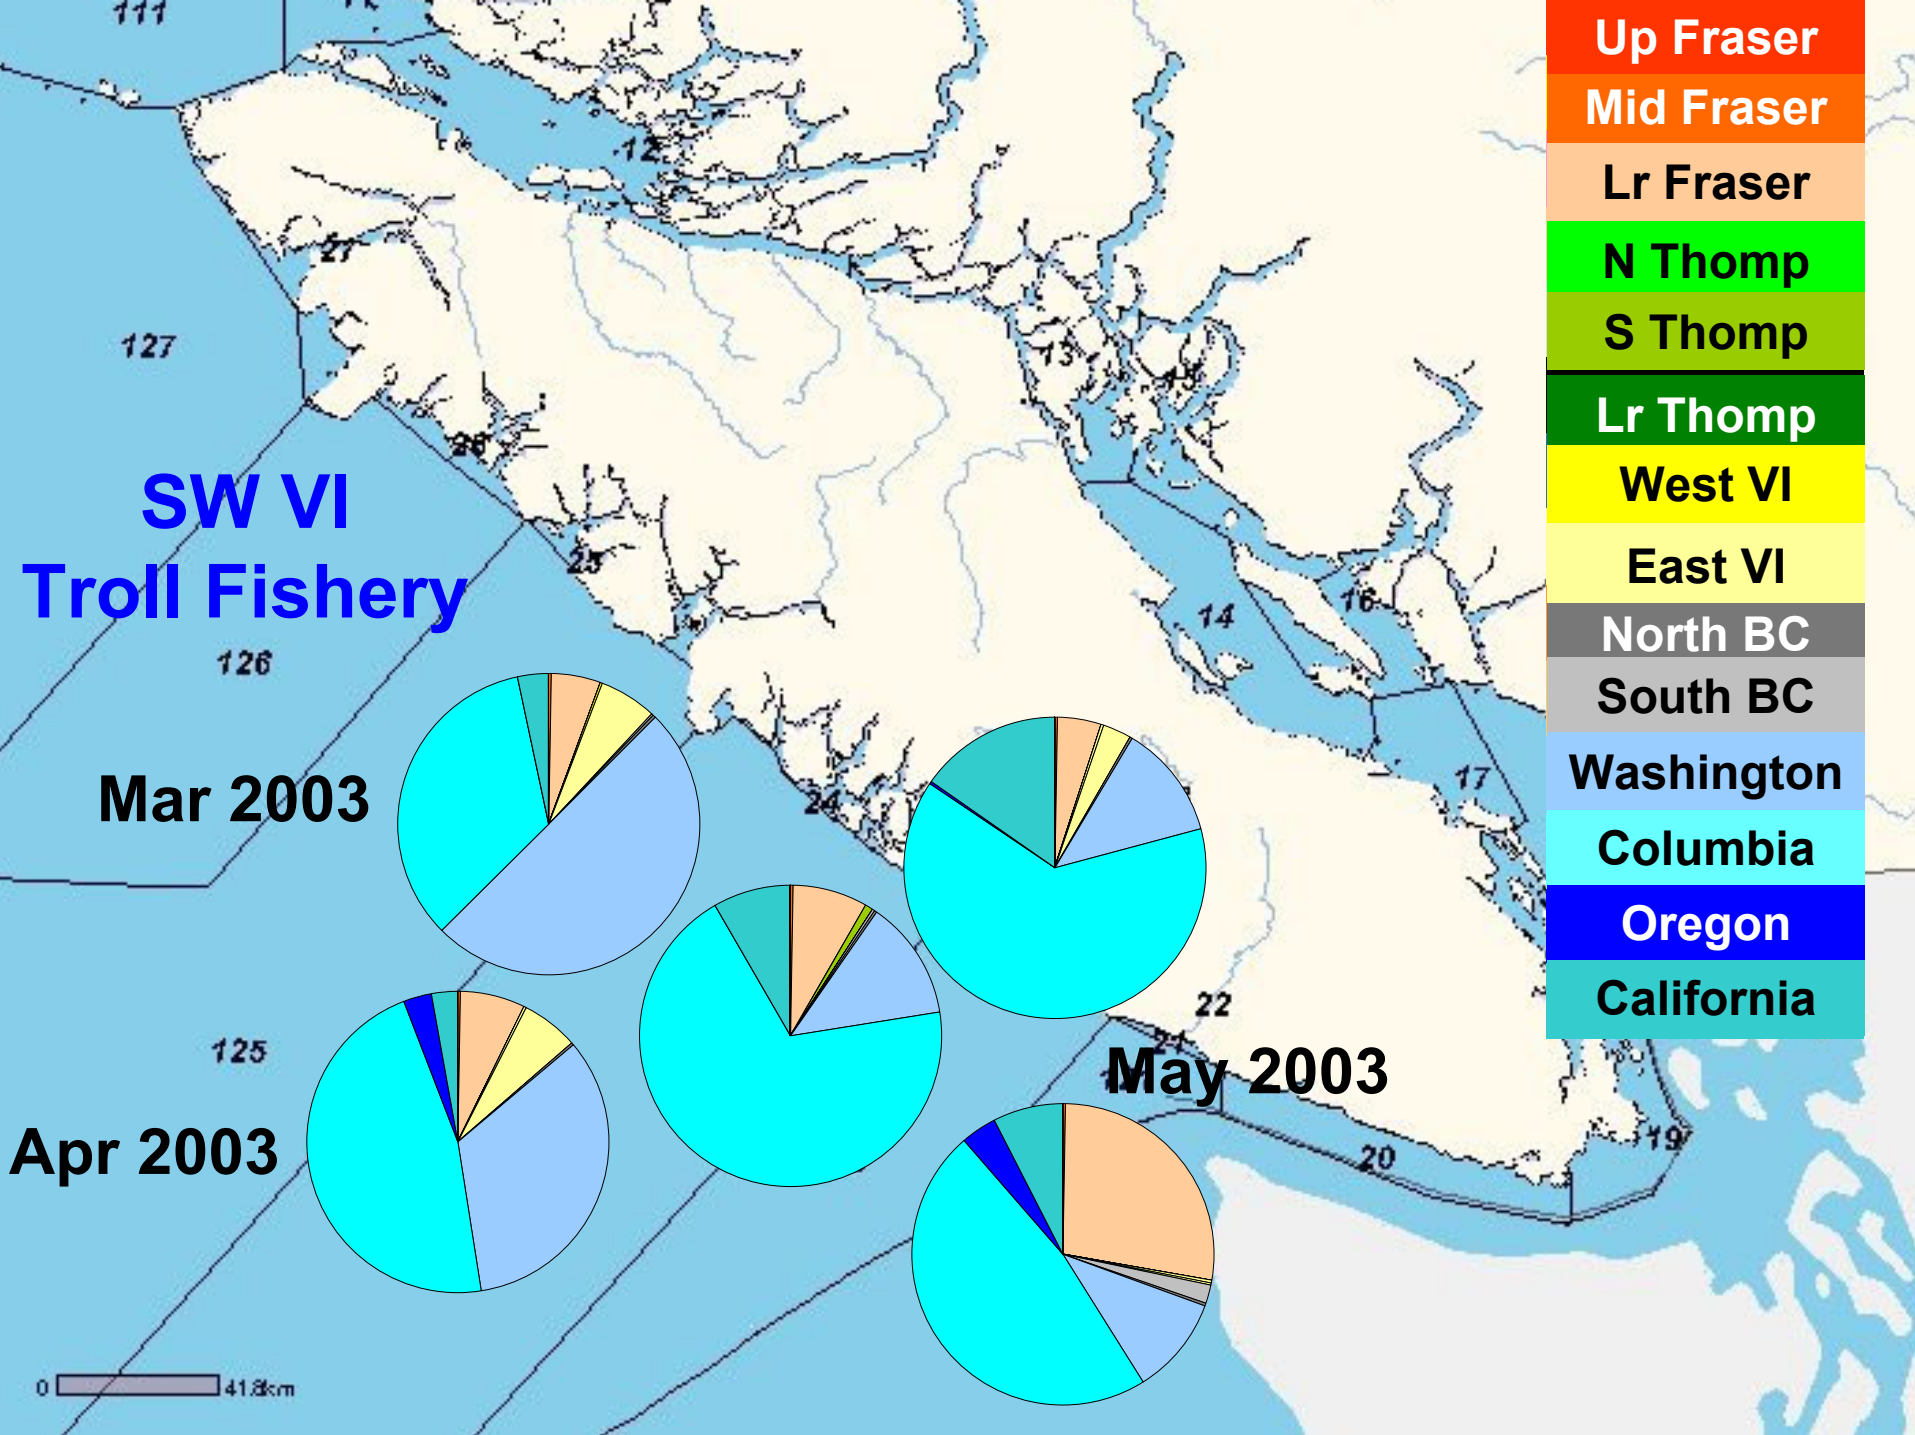 111
12
27
127
13
15
26
SW VI
Troll Fishery
25
14
16
126
17
Mar 2003
24
22
125
21
May 2003
Apr 2003
20
19
0
41.8km
Up Fraser
Mid Fraser
Lr Fraser
N Thomp
S Thomp
Lr Thomp
West VI
East VI
North BC
South BC
Washington
Columbia
Oregon
California